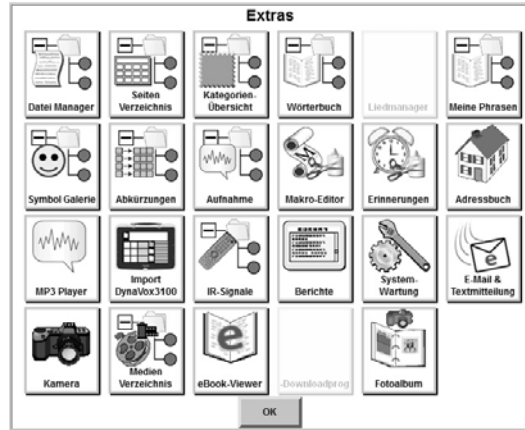 Extras
Datei Manager
Seiten
Verzeichnis
Kategorien-
Übersicht
Wörterbuch
Liedmanager
Meine Phrasen
Symbol Galerie
Abkürzungen
Aufnahme
Makro-Editor
Erinnerungen
Adressbuch
MP3 Player
Import
DynaVox3100
IR-Signale
Berichte
System-
Wartung
E-Mail &
Textmitteilung
Kamera
Medien
Verzeichnis
eBook-Viewer
-Downloadprog
Fotoalbum
OK